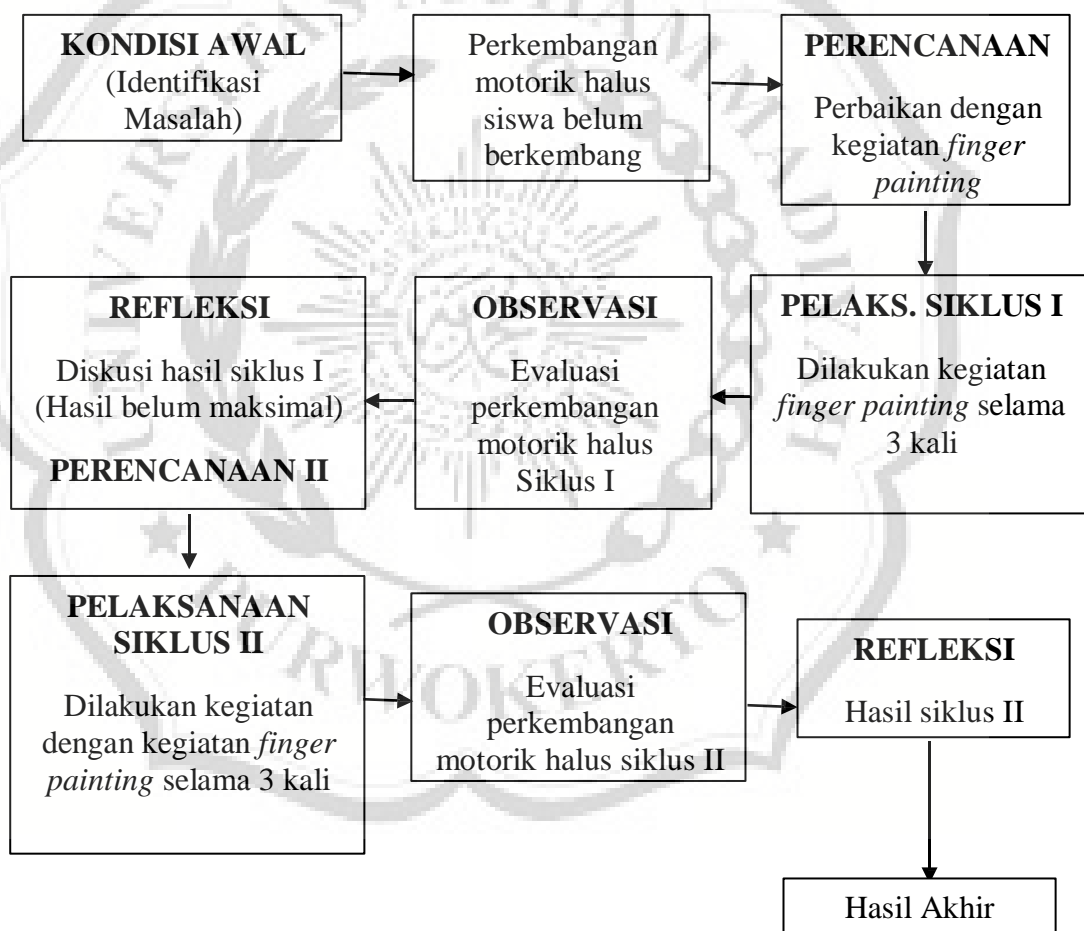 KONDISI AWAL
(Identifikasi
Masalah)
Perkembangan
motorik halus
siswa belum
berkembang
PERENCANAAN
Perbaikan dengan
kegiatan finger
painting
PELAKS. SIKLUS I
Dilakukan kegiatan
finger painting selama
3 kali
OBSERVASI
Evaluasi
perkembangan
motorik halus
Siklus I
REFLEKSI
Diskusi hasil siklus I
(Hasil belum maksimal)
PERENCANAAN II
PELAKSANAAN
SIKLUS II
Dilakukan kegiatan
dengan kegiatan finger
painting selama 3 kali
OBSERVASI
Evaluasi
perkembangan
motorik halus siklus II
REFLEKSI
Hasil siklus II
Hasil Akhir
PURWOKERTO